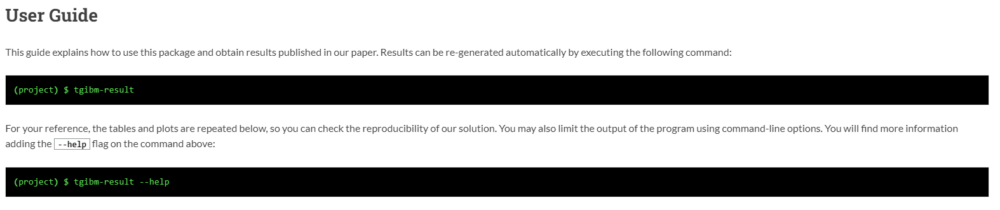 User Guide
This guide explains how to use this package and obtain results published in our paper. Results can be re-generated automatically by executing the following command:
(project) $ tgibm-result
For your reference, the tables and plots are repeated below, so you can check the reproducibility of our solution. You may also limit the output of the program using command-line options. You will find more information
adding the --help flag on the command above:
(project) $ tgibm-result --help